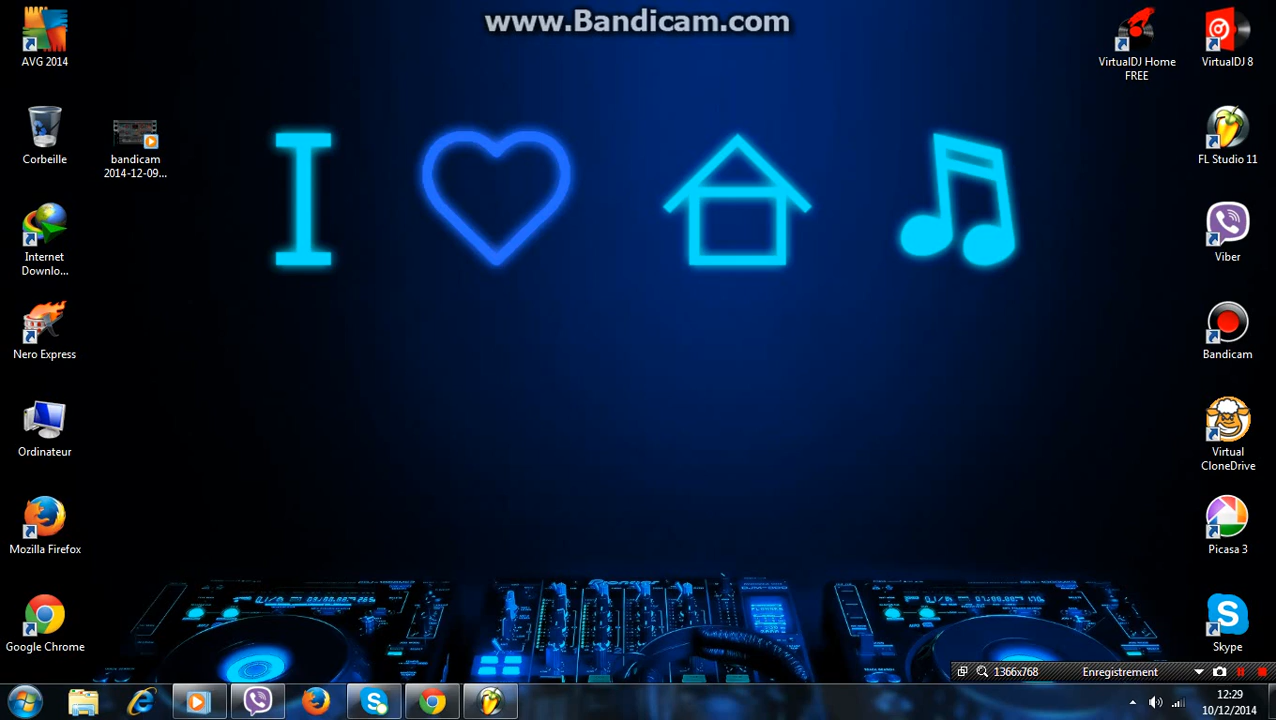 www.Bandicam.com
AVG 2014
Corbeille
bandicam
2014-12-09...
Internet
Downlo...
Nero Express
Ordinateur
Mozilla Firefox
Google Chrome
I
VirtualDJ Home
FREE
VirtualDJ 8
FL Studio 11
Viber
Bandicam
Virtual
CloneDrive
Picasa 3
Skype
1366x768
Enregistrement
12:29
10/12/2014